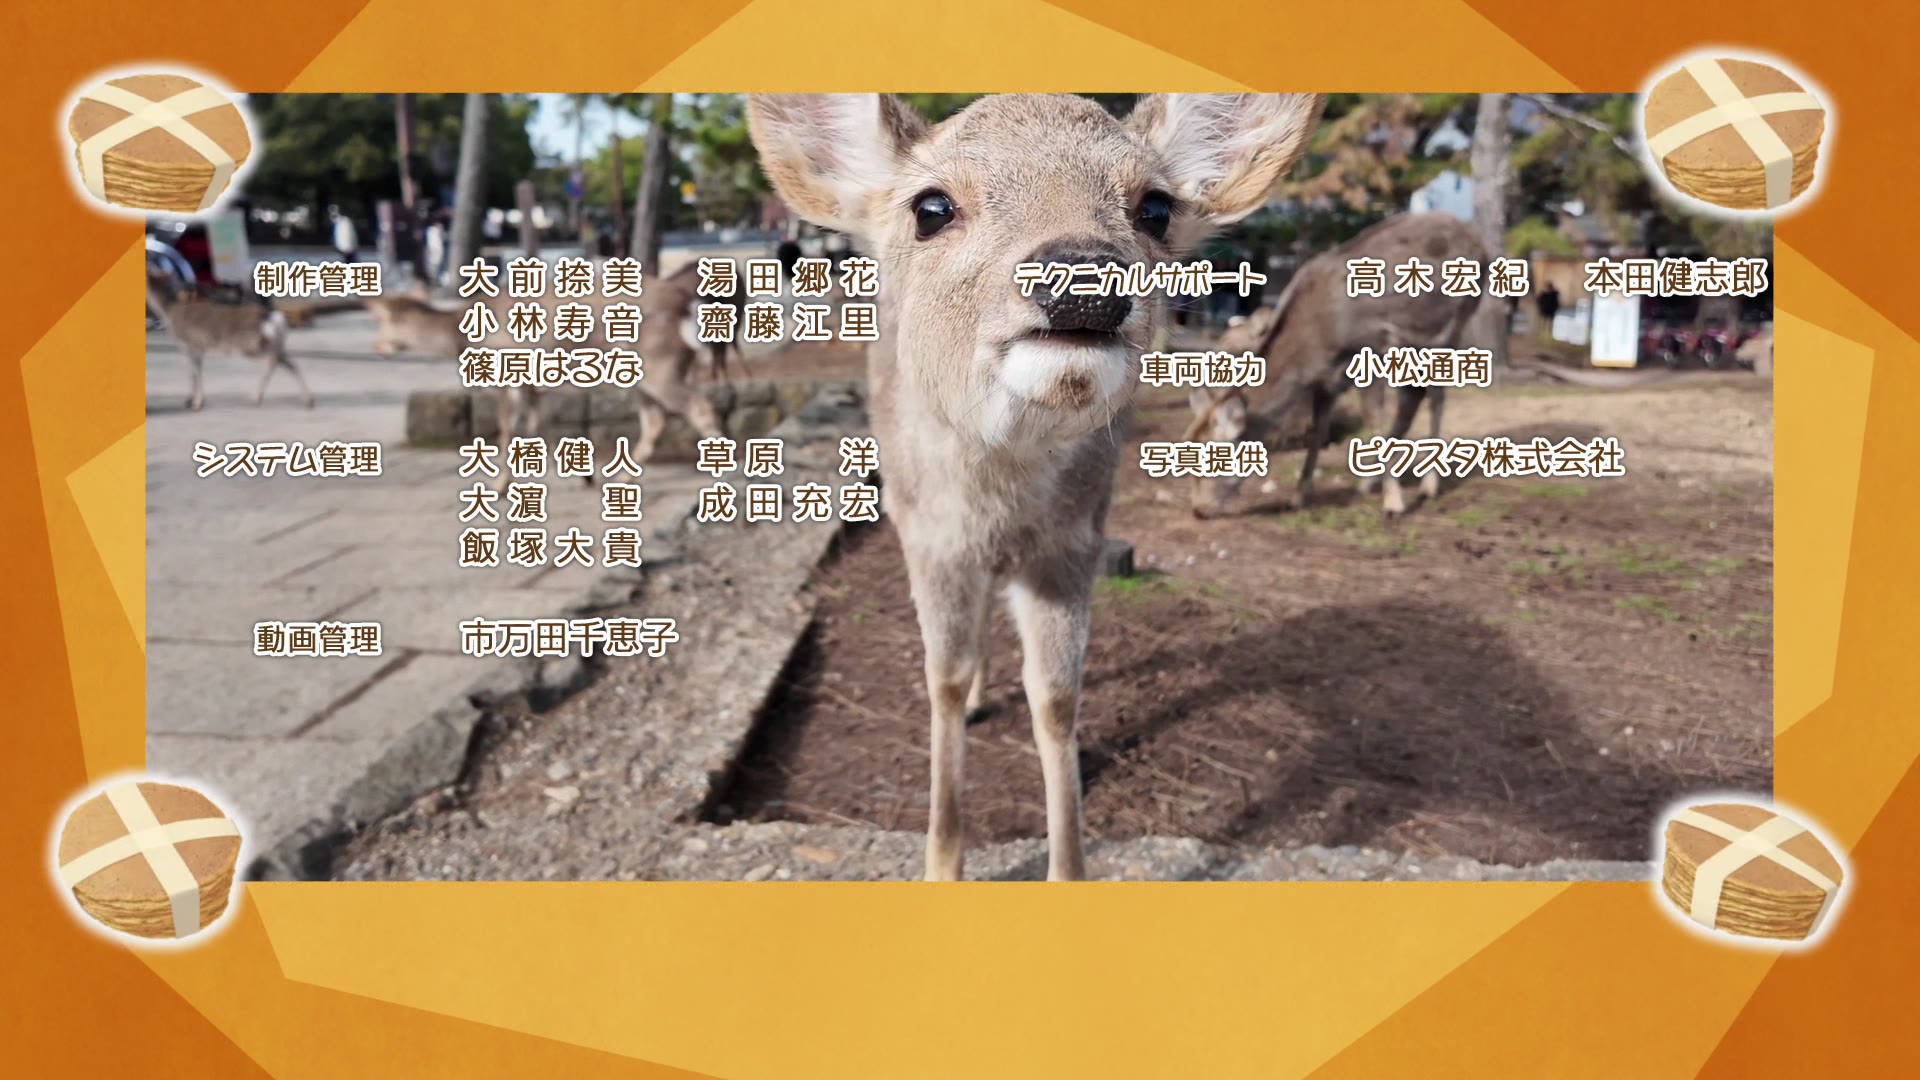 制作管理 大前捺美 湯田郷花
小林寿音 齋藤江里
篠原はるな
システム管理 大橋健人 草原 洋
大濵 聖 成田充宏
飯塚大貴
動画管理 市万田千恵子
テクニカルサポート 高木宏紀 本田健志郎
車両協力 小松通商
写真提供 ピクスタ株式会社